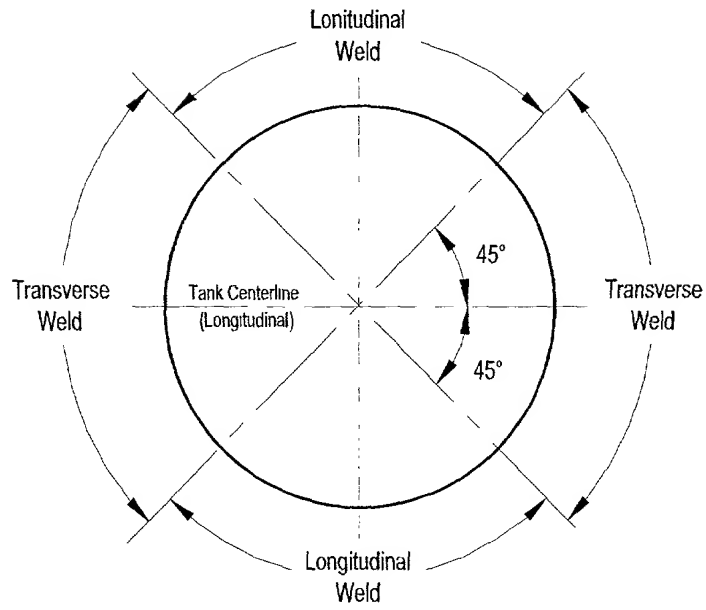 Lonitudinal
Weld
45°
Transverse
Weld
Tank Centerline
(Longitudinal)
Transverse
Weld
45°
Longitudinal
Weld